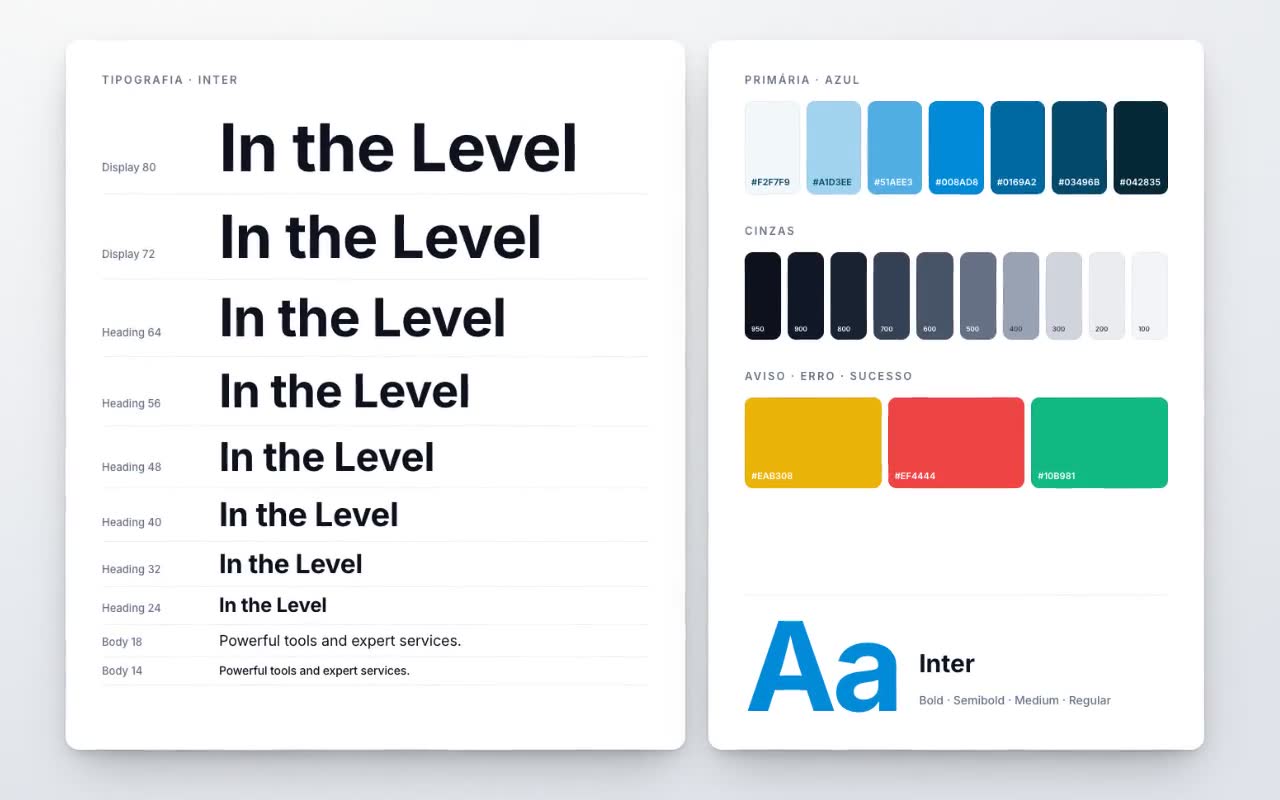 TIPOGRAFIA · INTER
Display 80
In the Level
Display 72
In the Level
Heading 64
In the Level
Heading 56
In the Level
Heading 48
In the Level
Heading 40
In the Level
Heading 32
In the Level
Heading 24
In the Level
Body 18
Powerful tools and expert services.
Body 14
Powerful tools and expert services.
PRIMÁRIA · AZUL
#F2F7F9 #A1D3EE #51AEE3 #008AD8 #0169A2 #03496B #042835
CINZAS
950 900 800 700 600 500 400 300 200 100
AVISO · ERRO · SUCESSO
#EAB308 #EF4444 #10B981
Aa
Inter
Bold · Semibold · Medium · Regular